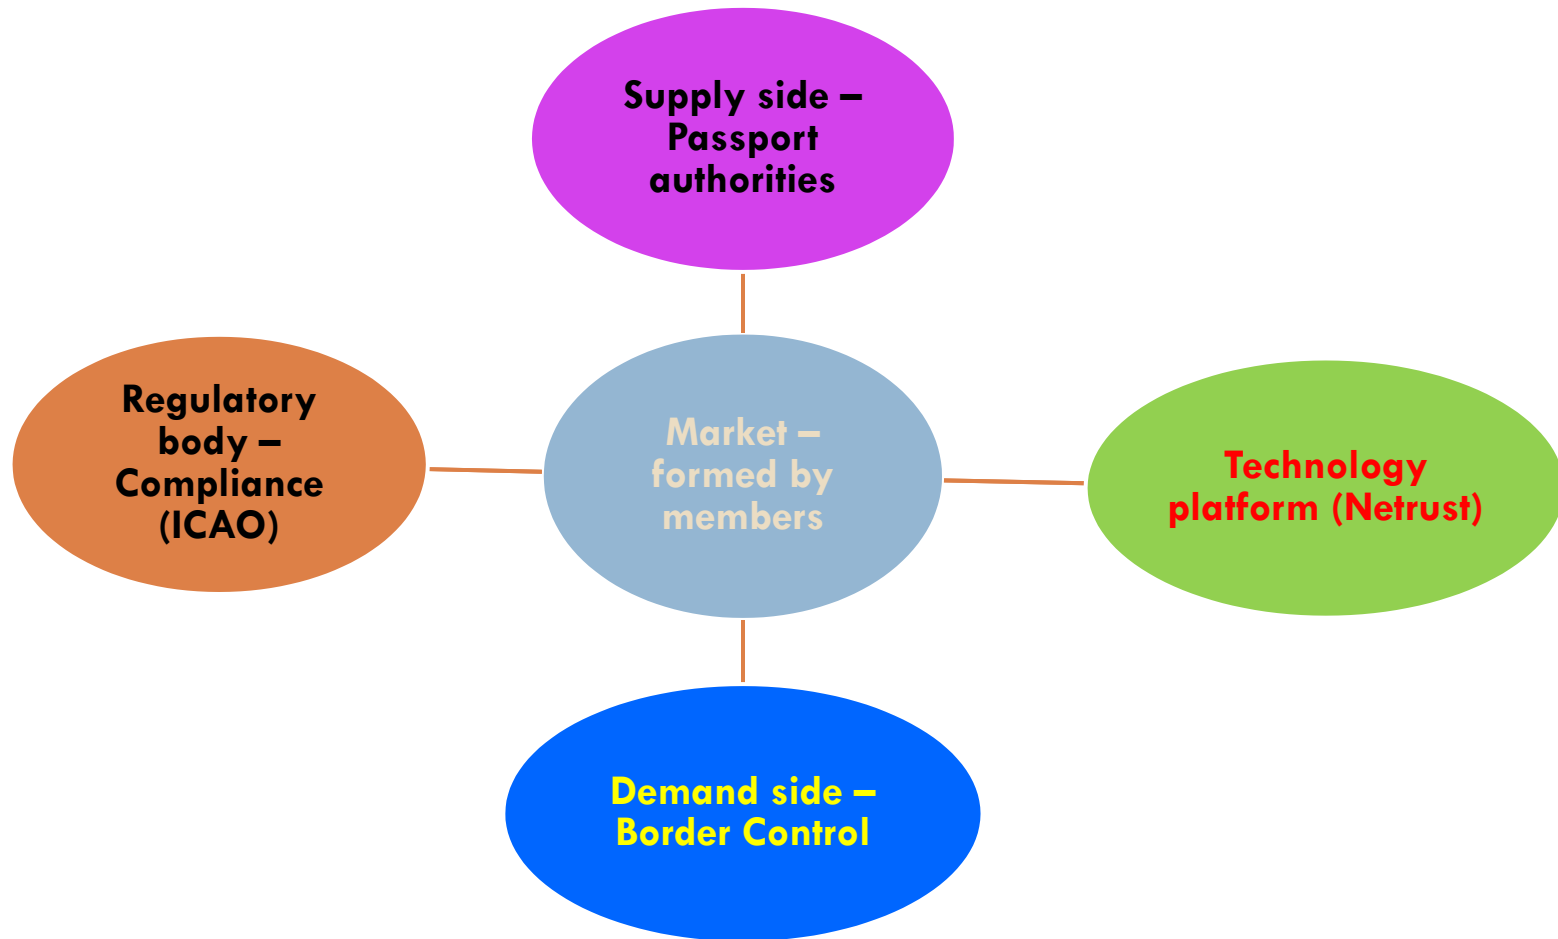 Supply side –
Passport
authorities
Regulatory
body –
Compliance
(ICAO)
Market –
formed by
members
Technology
platform (Netrust)
Demand side –
Border Control